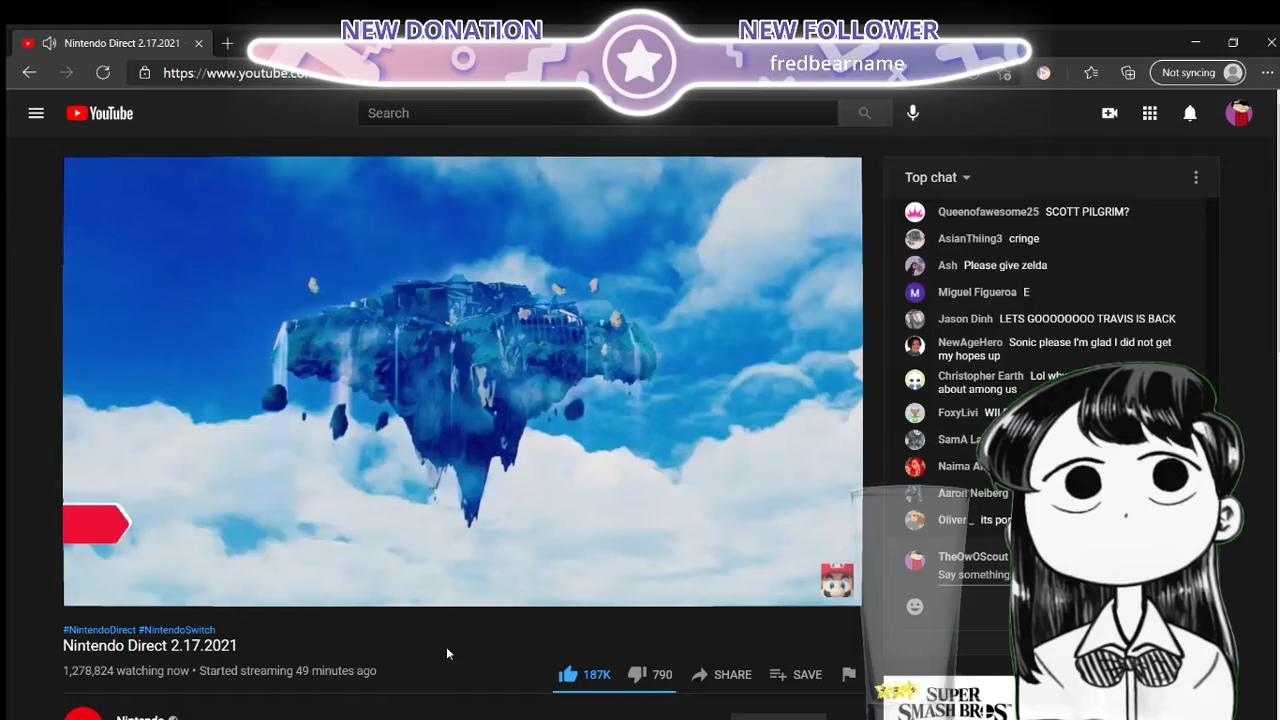 NEW DONATION
NEW FOLLOWER
fredbearname
Nintendo Direct 2.17.2021
https://www.youtube.co
Not syncing
YouTube
Search
Top chat
Queenofawesome25 SCOTT PILGRIM?
AsianThiing3 cringe
Ash Please give zelda
M
Miguel Figueroa E
Jason Dinh LETS GOOOOOOOO TRAVIS IS BACK
NewAgeHero Sonic please I'm glad I did not get
my hopes up
Christopher Earth Lol why
about among us
FoxyLivi
SamA
Naima
Aaron Neiberg
Oliver_ its
TheOwOScout
Say something
#NintendoDirect #NintendoSwitch
Nintendo Direct 2.17.2021
1,278,824 watching now • Started streaming 49 minutes ago
187K
790
SHARE
SAVE
SUPER
SMASH BROS
Nintendo